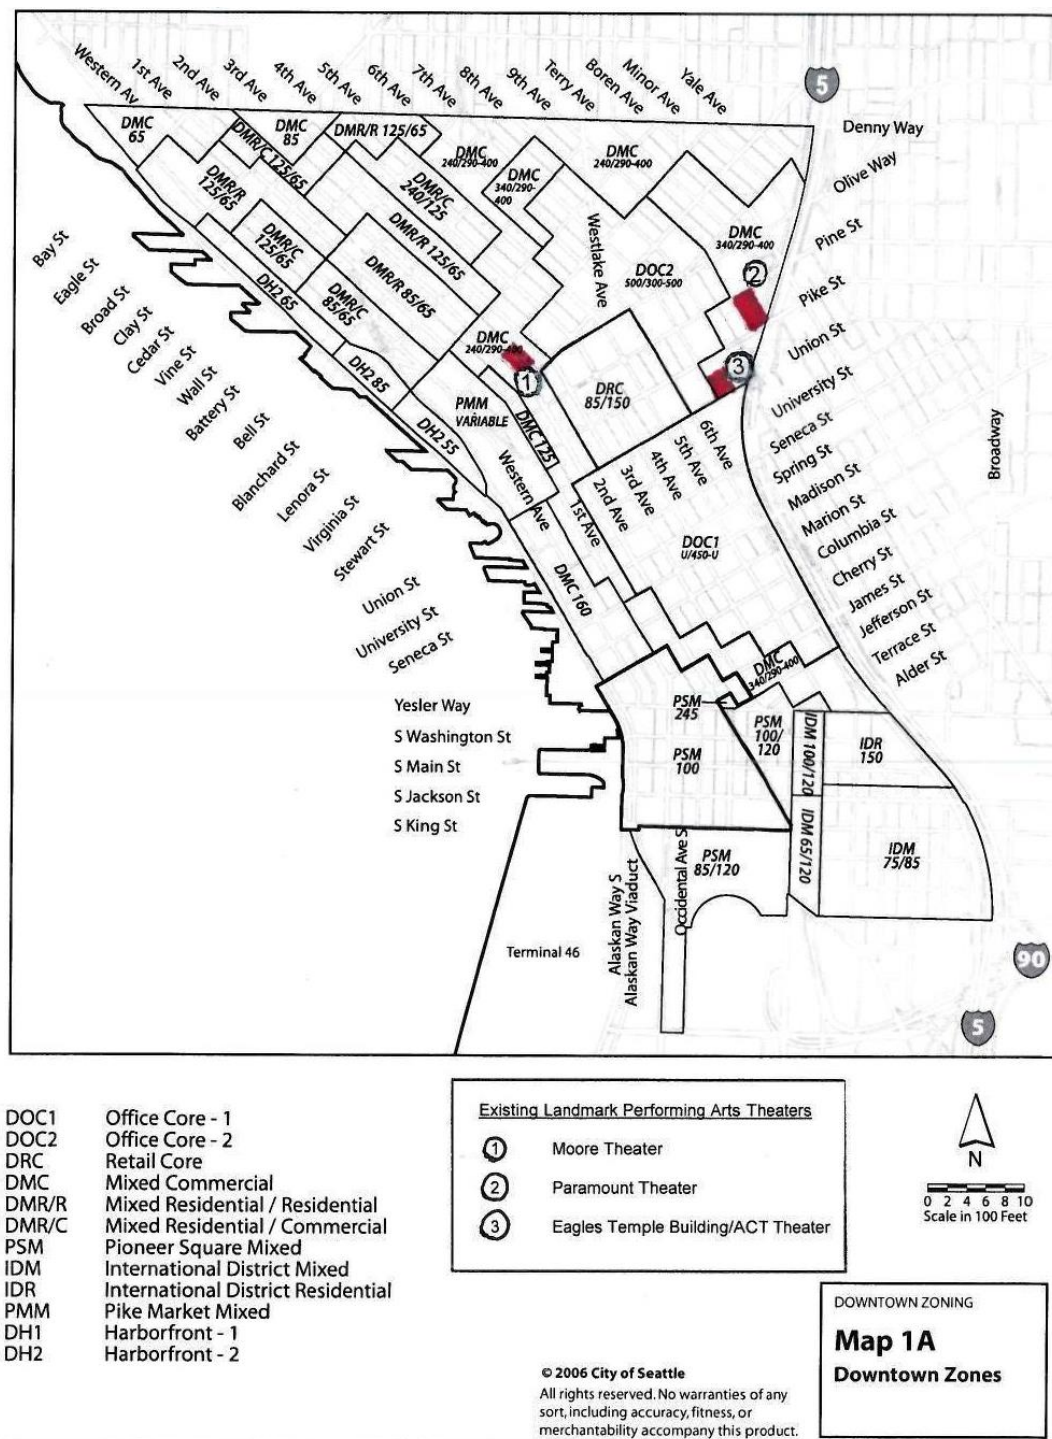 Western Av
1st Ave
2nd Ave
3rd Ave
4th Ave
5th Ave
6th Ave
7th Ave
8th Ave
9th Ave
Terry Ave
Boren Ave
Minor Ave
Yale Ave
5
Denny Way
Olive Way
Pine St
Pike St
Union St
University St
Seneca St
Spring St
Madison St
Marion St
Columbia St
Cherry St
James St
Jefferson St
Terrace St
Alder St
Broadway
DMC
65
DMR/C 125/65
DMC
85
DMR/R 125/65
DMC
240/290-400
DMC
340/290-
400
DMC
240/290-400
DMR/R
125/65
DMR/C
240/125
DMR/R 125/65
DMR/C
125/65
DMR/R 85/65
DMR/C
85/65
DH2 65
DH2 85
DH2 55
Westlake Ave
DMC
340/290-400
DOC2
500/300-500
2
DMC
240/290-400
1
3
DRC
85/150
PMM
VARIABLE
DMC 125
Western Ave
1st Ave
2nd Ave
3rd Ave
4th Ave
5th Ave
6th Ave
DOC1
U/450-U
DMC 160
DMC
340/290-400
PSM
245
PSM
100/
120
PSM
100
IDM 100/120
IDR
150
IDM 65/120
IDM
75/85
PSM
85/120
Occidental Ave S
Alaskan Way S
Alaskan Way Viaduct
Terminal 46
90
5
Bay St
Eagle St
Broad St
Clay St
Cedar St
Vine St
Wall St
Battery St
Bell St
Blanchard St
Lenora St
Virginia St
Stewart St
Union St
University St
Seneca St
Yesler Way
S Washington St
S Main St
S Jackson St
S King St
DOC1 Office Core - 1
DOC2 Office Core - 2
DRC Retail Core
DMC Mixed Commercial
DMR/R Mixed Residential / Residential
DMR/C Mixed Residential / Commercial
PSM Pioneer Square Mixed
IDM International District Mixed
IDR International District Residential
PMM Pike Market Mixed
DH1 Harborfront - 1
DH2 Harborfront - 2
Existing Landmark Performing Arts Theaters
1 Moore Theater
2 Paramount Theater
3 Eagles Temple Building/ACT Theater
N
0 2 4 6 8 10
Scale in 100 Feet
DOWNTOWN ZONING
Map 1A
Downtown Zones
© 2006 City of Seattle
All rights reserved. No warranties of any
sort, including accuracy, fitness, or
merchantability accompany this product.